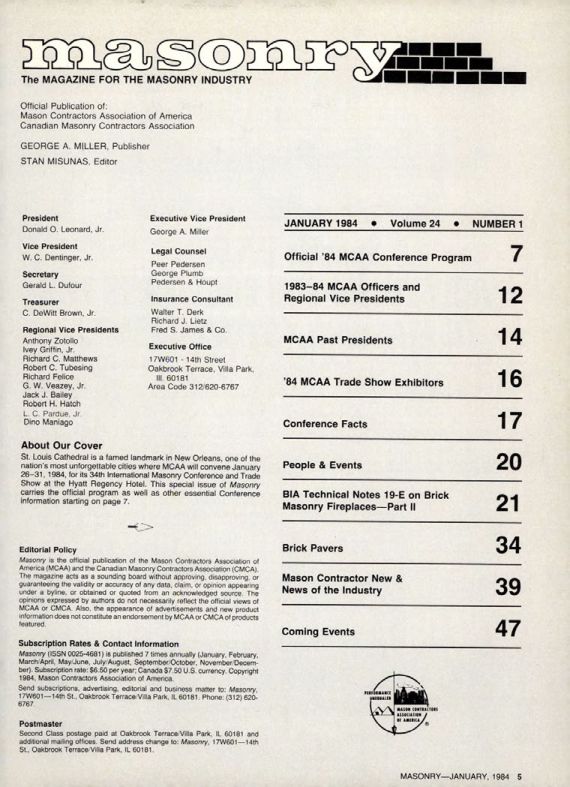 masonry
The MAGAZINE FOR THE MASONRY INDUSTRY
Official Publication of:
Mason Contractors Association of America
Canadian Masonry Contractors Association
GEORGE A. MILLER, Publisher
STAN MISUNAS, Editor
President
Donald O. Leonard, Jr.
Vice President
W. C. Dentinger, Jr.
Secretary
Gerald L. Dufour
Treasurer
C. DeWitt Brown, Jr.
Regional Vice Presidents
Anthony Zotollo
Ivey Griffin, Jr.
Richard C. Matthews
Robert C. Tubesing
Richard Felice
G. W. Veazey, Jr.
Jack J. Bailey
Robert H. Hatch
L. C. Pardue, Jr.
Dino Maniago
Executive Vice President
George A. Miller
Legal Counsel
Peer Pedersen
George Plumb
Pedersen & Houpt
Insurance Consultant
Walter T. Derk
Richard J. Lietz
Fred S. James & Co.
Executive Office
17W601 - 14th Street
Oakbrook Terrace, Villa Park,
Ill. 60181
Area Code 312/620-6767
About Our Cover
St. Louis Cathedral is a famed landmark in New Orleans, one of the
nation's most unforgettable cities where MCAA will convene January
26–31, 1984, for its 34th International Masonry Conference and Trade
Show at the Hyatt Regency Hotel. This special issue of Masonry
carries the official program as well as other essential Conference
information starting on page 7.
Editorial Policy
Masonry is the official publication of the Mason Contractors Association of
America (MCAA) and the Canadian Masonry Contractors Association (CMCA).
The magazine acts as a sounding board without approving, disapproving, or
guaranteeing the validity or accuracy of any data, claim, or opinion appearing
under a byline, or obtained or quoted from an acknowledged source. The
opinions expressed by authors do not necessarily reflect the official views of
MCAA or CMCA. Also, the appearance of advertisements and new product
information does not constitute an endorsement by MCAA or CMCA of products
featured.
Subscription Rates & Contact Information
Masonry (ISSN 0025-4681) is published 7 times annually (January, February,
March/April, May/June, July/August, September/October, November/Decem-
ber). Subscription rate: $6.50 per year; Canada $7.50 U.S. currency. Copyright
1984, Mason Contractors Association of America.
Send subscriptions, advertising, editorial and business matter to: Masonry,
17W601—14th St., Oakbrook Terrace/Villa Park, IL 60181. Phone: (312) 620-
6767.
Postmaster
Second Class postage paid at Oakbrook Terrace/Villa Park, IL 60181 and
additional mailing offices. Send address change to: Masonry, 17W601—14th
St., Oakbrook Terrace/Villa Park, IL 60181.
JANUARY 1984 • Volume 24 • NUMBER 1
Official '84 MCAA Conference Program 7
1983–84 MCAA Officers and
Regional Vice Presidents 12
MCAA Past Presidents 14
'84 MCAA Trade Show Exhibitors 16
Conference Facts 17
People & Events 20
BIA Technical Notes 19-E on Brick
Masonry Fireplaces—Part II 21
Brick Pavers 34
Mason Contractor New &
News of the Industry 39
Coming Events 47
PERFORMANCE
MASON CONTRACTORS
ASSOCIATION
OF AMERICA
®
MASONRY—JANUARY, 1984 5